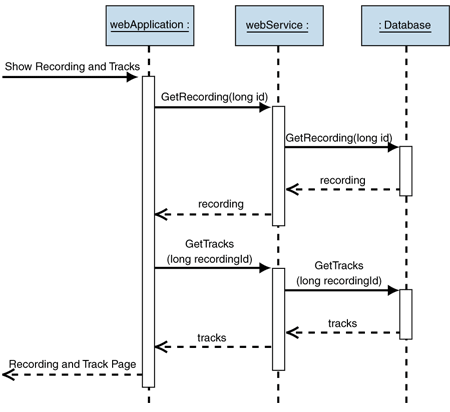 webApplication :
webService :
: Database
Show Recording and Tracks
GetRecording(long id)
GetRecording(long id)
recording
recording
GetTracks
(long recordingId)
GetTracks
(long recordingId)
tracks
tracks
Recording and Track Page